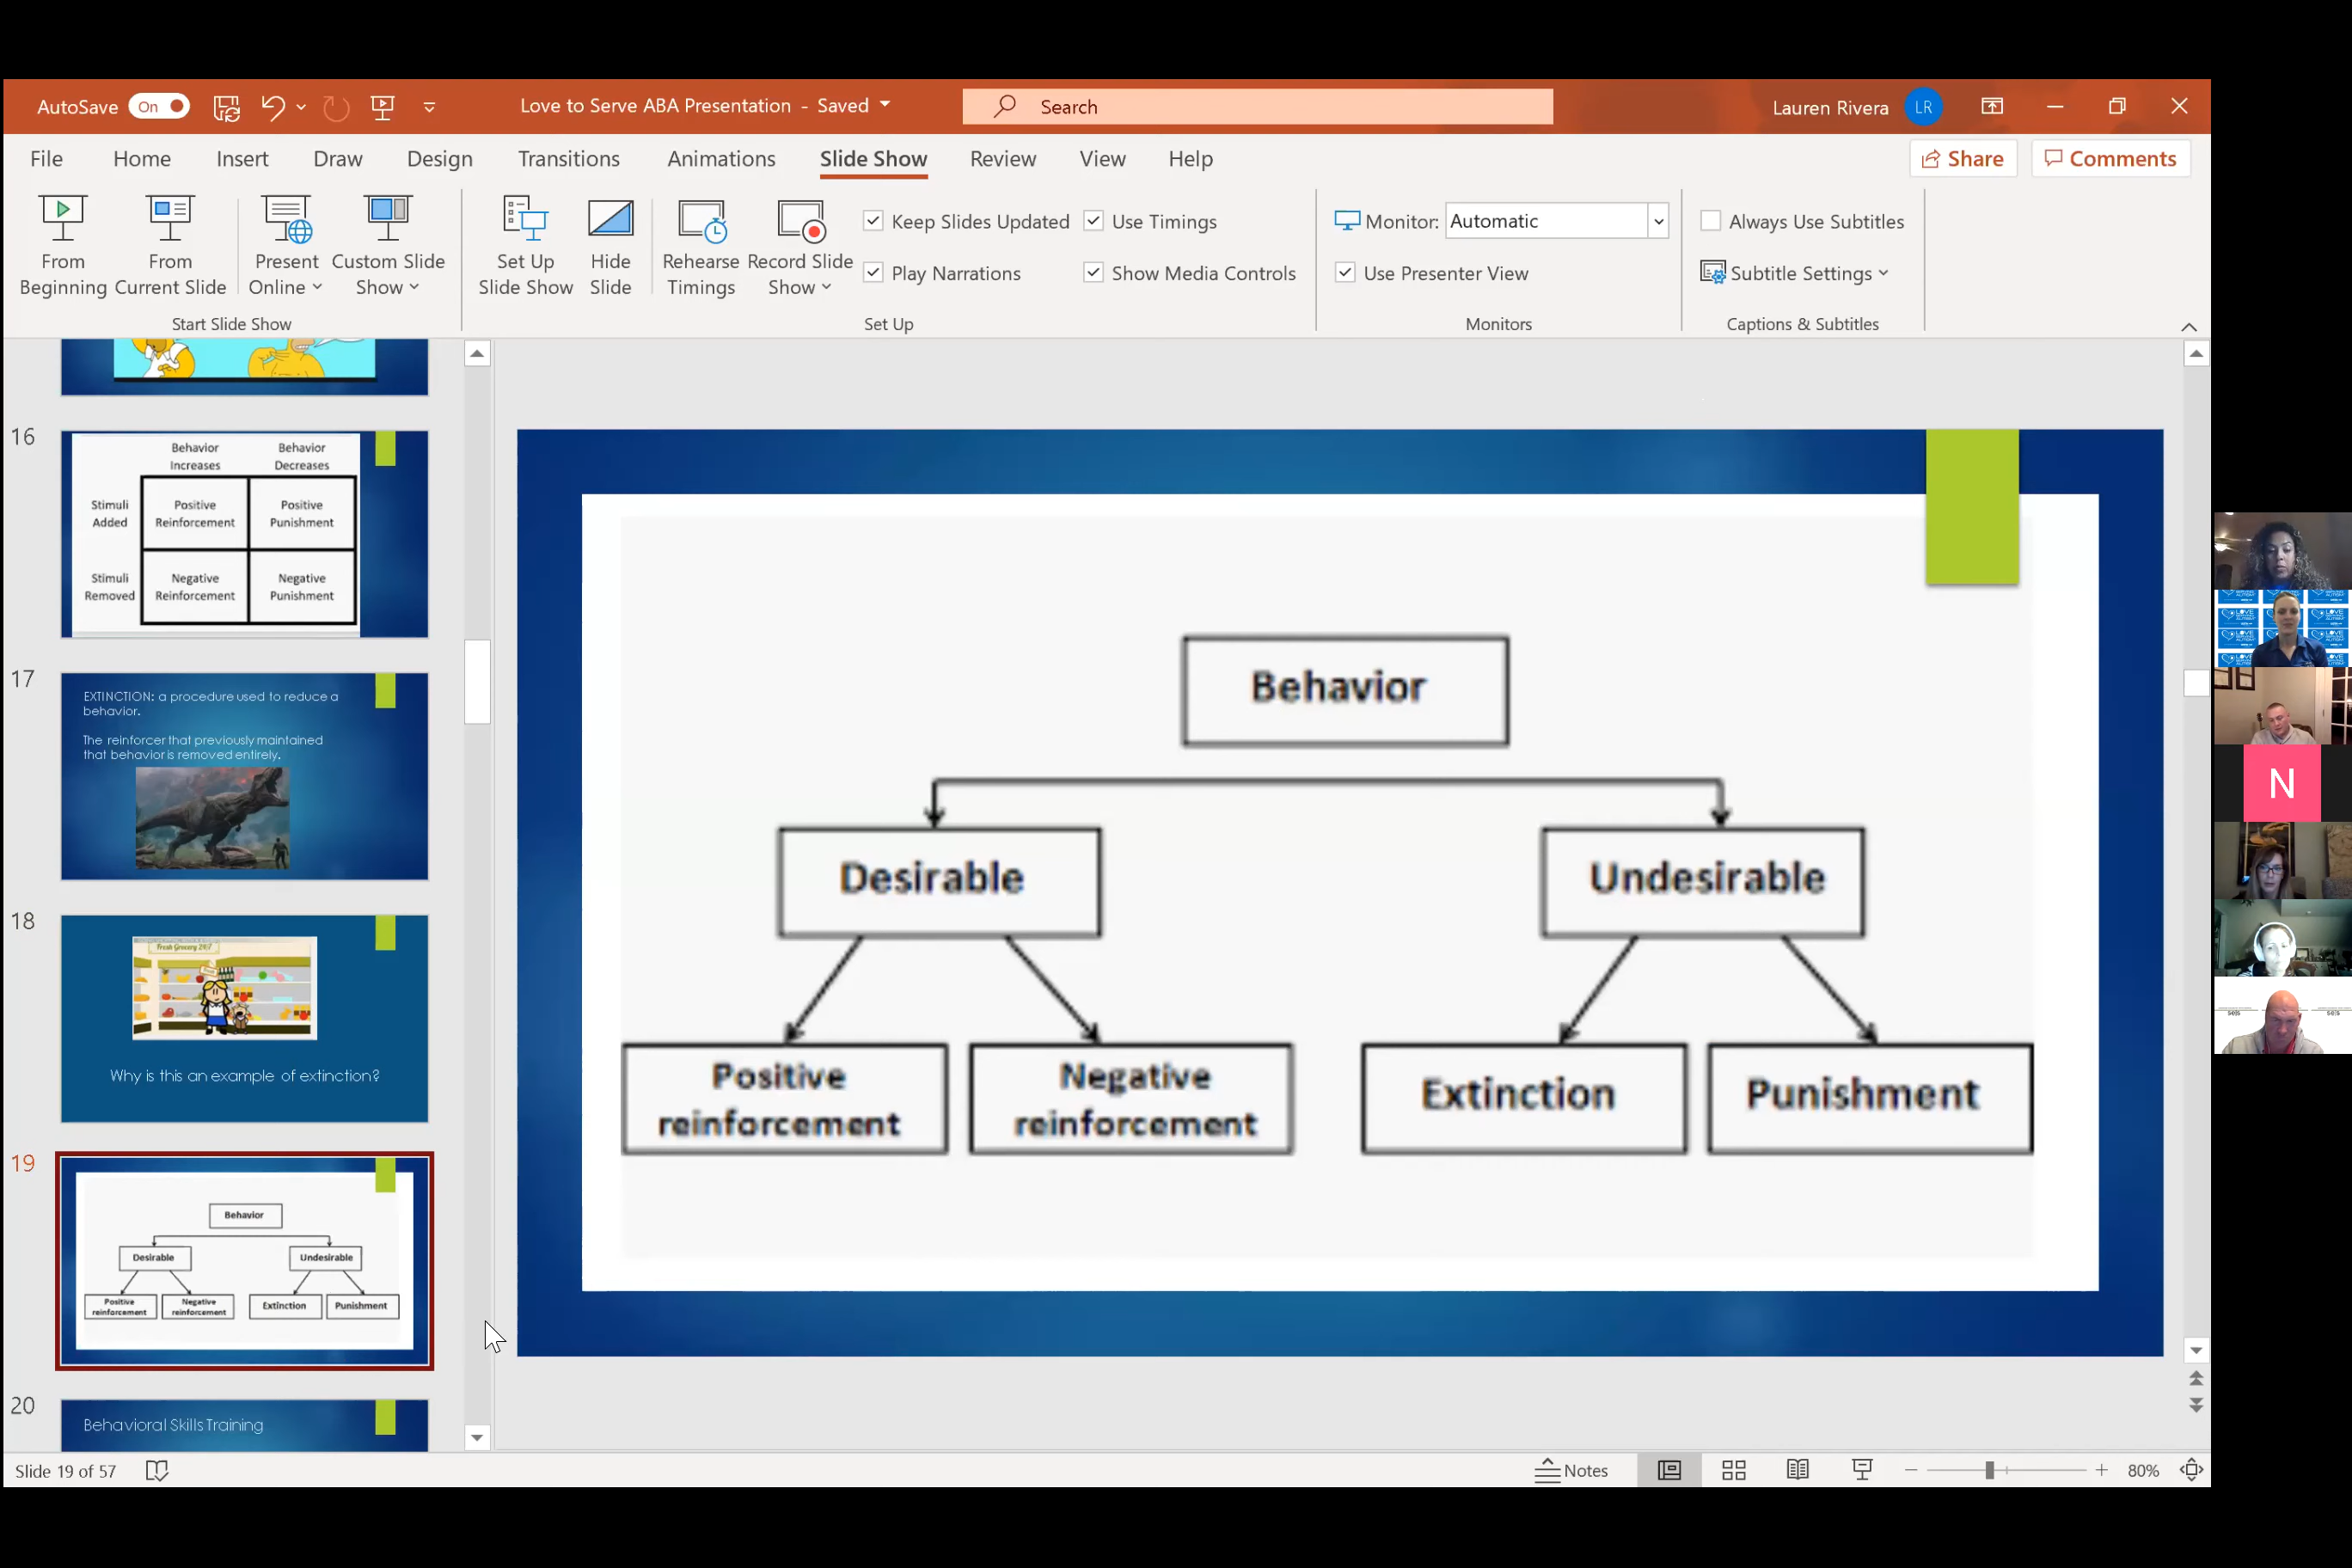 AutoSave On
Love to Serve ABA Presentation - Saved
Search
Lauren Rivera LR
File Home Insert Draw Design Transitions Animations Slide Show Review View Help
Share Comments
From Beginning
From Current Slide
Present Online
Custom Slide Show
Start Slide Show
Set Up Slide Show
Hide Slide
Rehearse Timings
Record Slide Show
Keep Slides Updated
Play Narrations
Use Timings
Show Media Controls
Set Up
Monitor: Automatic
Use Presenter View
Monitors
Always Use Subtitles
Subtitle Settings
Captions & Subtitles
16
Behavior Increases
Behavior Decreases
Stimuli Added
Positive Reinforcement
Positive Punishment
Stimuli Removed
Negative Reinforcement
Negative Punishment
17
EXTINCTION: a procedure used to reduce a
behavior.
The reinforcer that previously maintained
that behavior is removed entirely.
18
Fresh Grocery 24/7
Why is this an example of extinction?
19
Behavior
Desirable
Undesirable
Positive reinforcement
Negative reinforcement
Extinction
Punishment
20
Behavioral Skills Training
Behavior
Desirable
Undesirable
Positive
reinforcement
Negative
reinforcement
Extinction
Punishment
N
Slide 19 of 57
Notes
80%